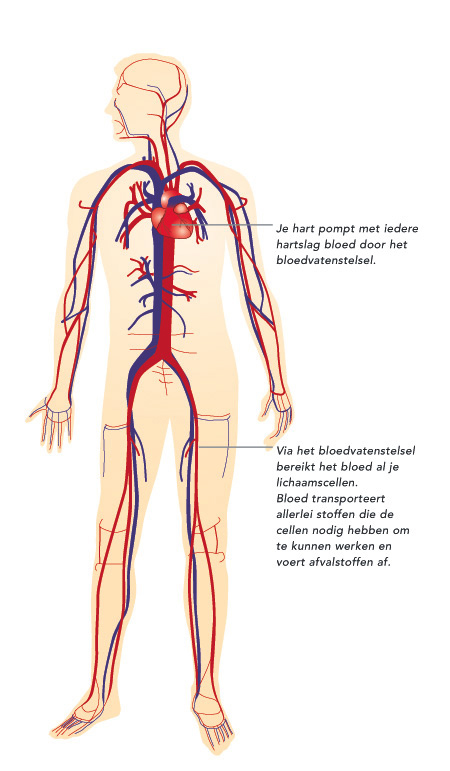 Je hart pompt met iedere
hartslag bloed door het
bloedvatenstelsel.
Via het bloedvatenstelsel
bereikt het bloed al je
lichaamscellen.
Bloed transporteert
allerlei stoffen die de
cellen nodig hebben om
te kunnen werken en
voert afvalstoffen af.